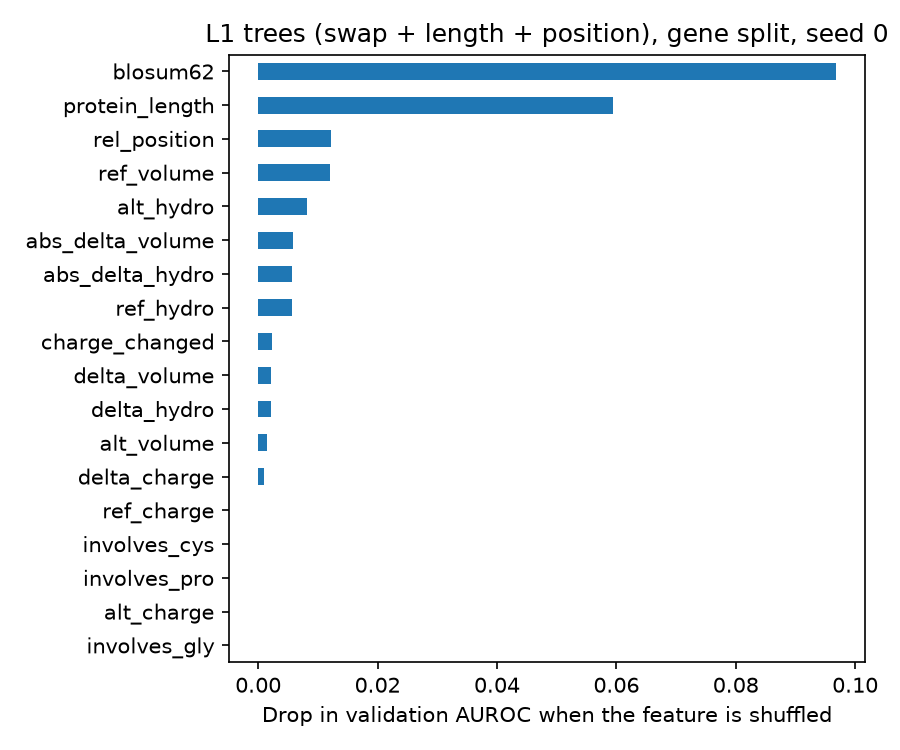 L1 trees (swap + length + position), gene split, seed 0
blosum62
protein_length
rel_position
ref_volume
alt_hydro
abs_delta_volume
abs_delta_hydro
ref_hydro
charge_changed
delta_volume
delta_hydro
alt_volume
delta_charge
ref_charge
involves_cys
involves_pro
alt_charge
involves_gly
0.00 0.02 0.04 0.06 0.08 0.10
Drop in validation AUROC when the feature is shuffled